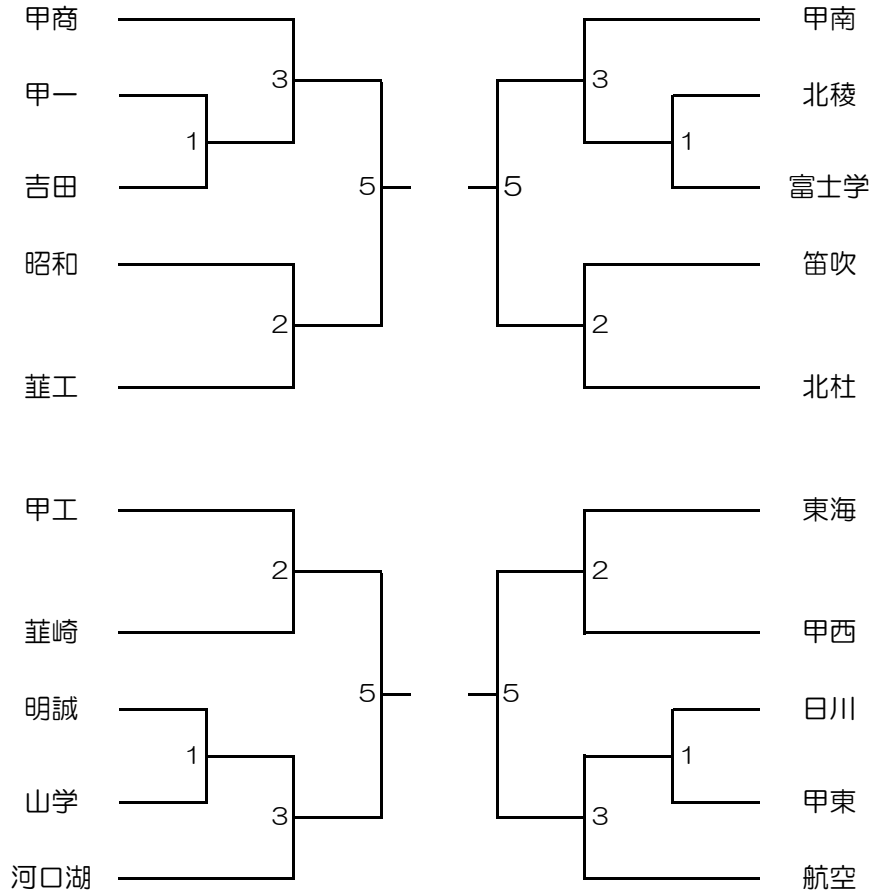 甲商 甲南
3 3
甲一 北稜
1 1
5 5
吉田 富士学
昭和 笛吹
2 2
韮工 北杜
甲工 東海
2 2
韮崎 甲西
5 5
明誠 日川
1 1
山学 甲東
3 3
河口湖 航空